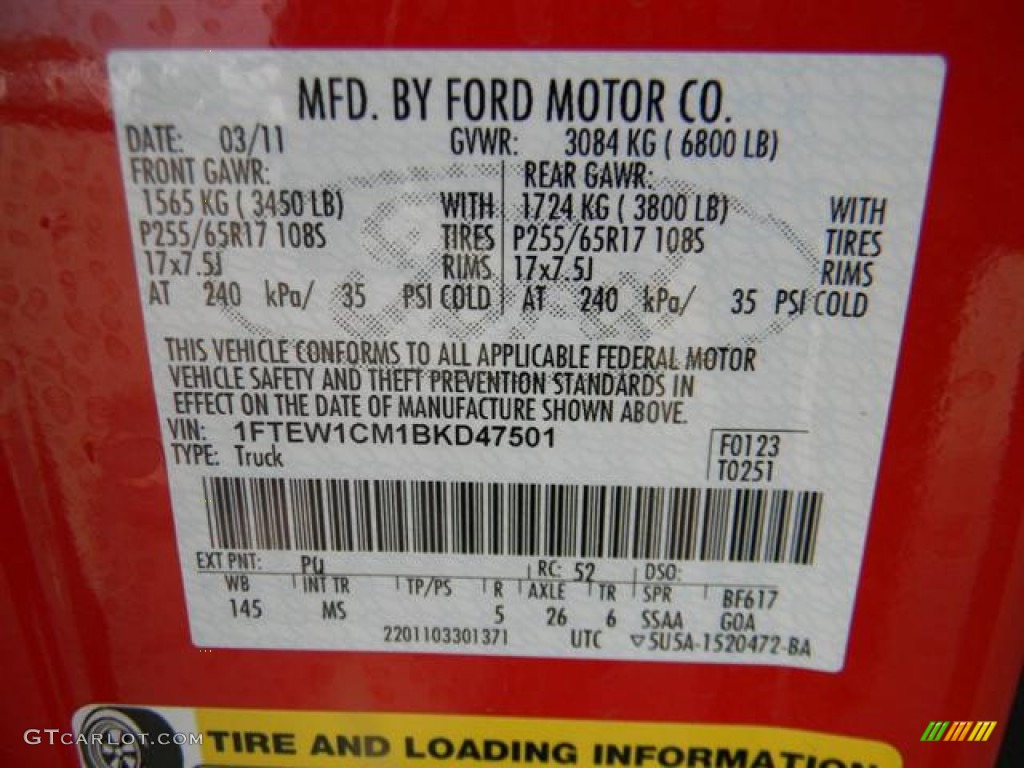 MFD. BY FORD MOTOR CO.
DATE: 03/11 GVWR: 3084 KG ( 6800 LB)
FRONT GAWR: REAR GAWR:
1565 KG ( 3450 LB) WITH 1724 KG ( 3800 LB) WITH
P255/65R17 108S TIRES P255/65R17 108S TIRES
17x7.5J RIMS 17x7.5J RIMS
AT 240 kPa/ 35 PSI COLD AT 240 kPa/ 35 PSI COLD
THIS VEHICLE CONFORMS TO ALL APPLICABLE FEDERAL MOTOR
VEHICLE SAFETY AND THEFT PREVENTION STANDARDS IN
EFFECT ON THE DATE OF MANUFACTURE SHOWN ABOVE.
VIN: 1FTEW1CM1BKD47501
TYPE: Truck
F0123
T0251
EXT PNT: PQ RC: 52 DSO:
WB INT TR TP/PS R AXLE TR SPR BF617
145 MS 5 26 6 SSAA GOA
2201103301371 UTC ▽5U5A-1520472-BA
TIRE AND LOADING INFORMATION
GTCARLOT.COM